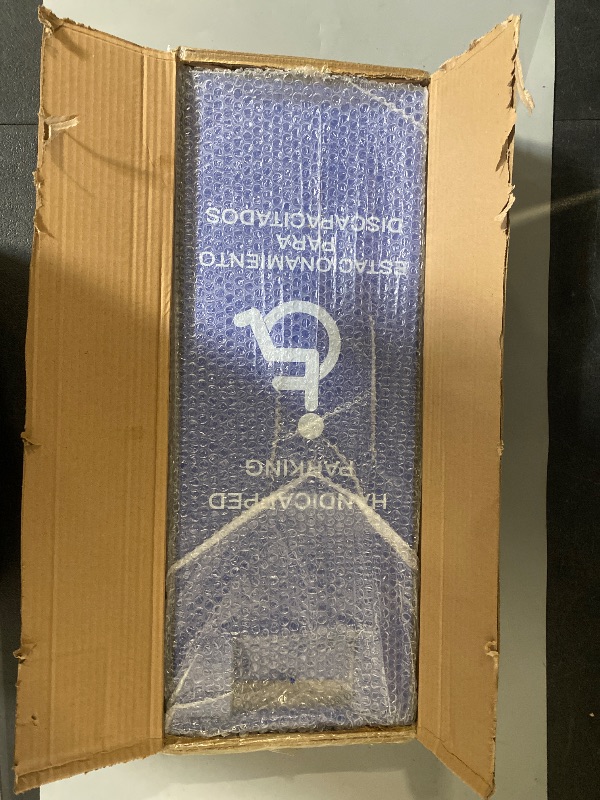 HANDICAPPED
PARKING
ESTACIONAMIENTO
PARA
DISCAPACITADOS